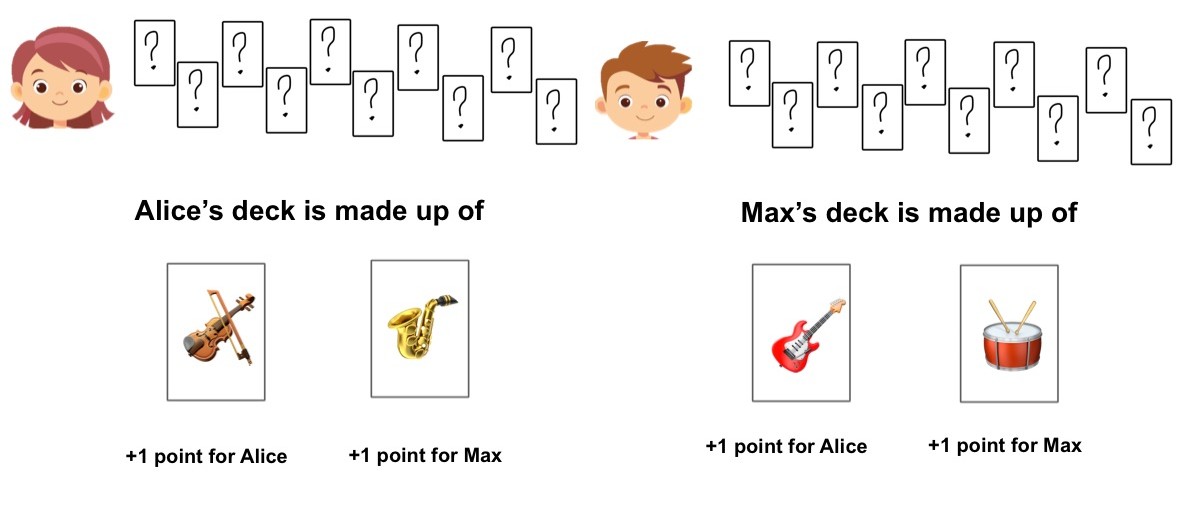 ? ? ? ? ? ? ? ? ? ?
? ? ? ? ? ? ? ? ? ?
Alice’s deck is made up of
Max’s deck is made up of
+1 point for Alice
+1 point for Max
+1 point for Alice
+1 point for Max